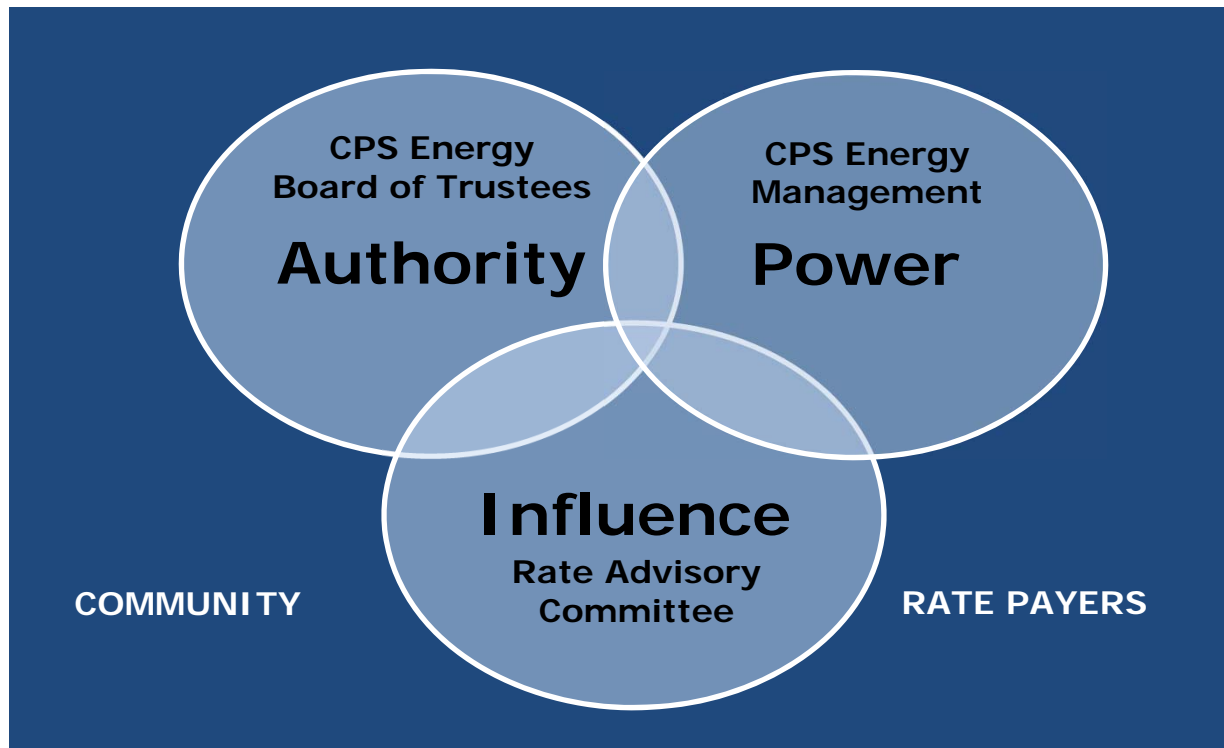 CPS Energy
Board of Trustees
Authority
CPS Energy
Management
Power
Influence
Rate Advisory
Committee
COMMUNITY
RATE PAYERS